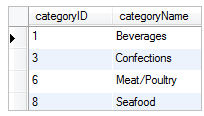 categoryID categoryName
1 Beverages
3 Confections
6 Meat/Poultry
8 Seafood